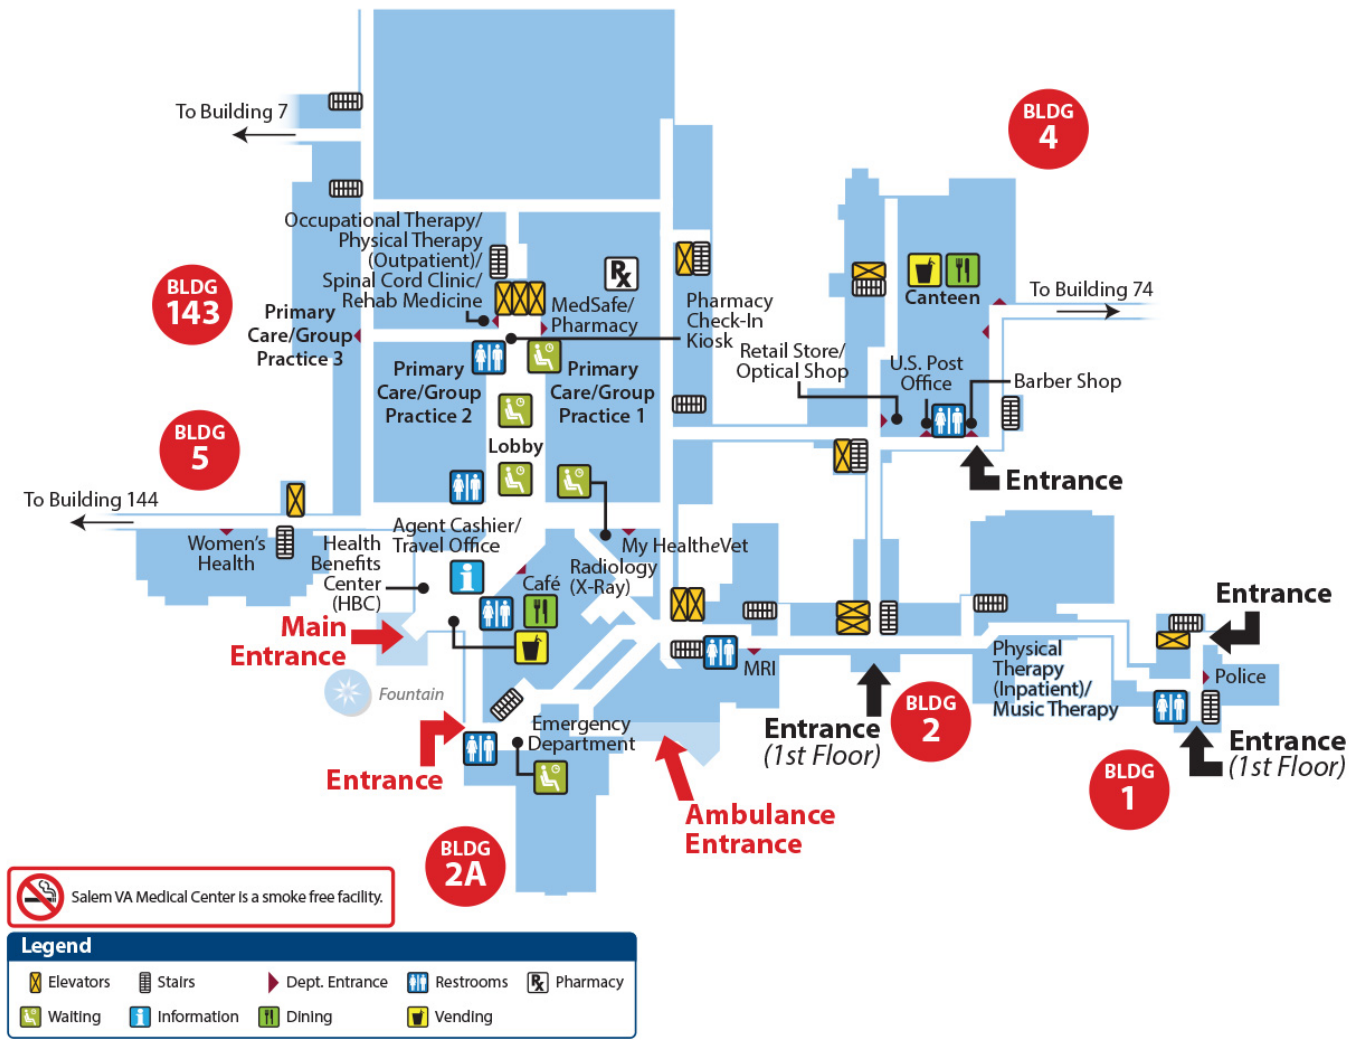 To Building 7
BLDG
4
Occupational Therapy/
Physical Therapy
(Outpatient)/
Spinal Cord Clinic/
Rehab Medicine
BLDG
143
Primary
Care/Group
Practice 3
MedSafe/
Pharmacy
Rx
Pharmacy
Check-In
Kiosk
Canteen
To Building 74
Retail Store/
Optical Shop
U.S. Post
Office
Barber Shop
Primary
Care/Group
Practice 2
Primary
Care/Group
Practice 1
BLDG
5
Lobby
Entrance
To Building 144
Women's
Health
Health
Benefits
Center
(HBC)
Agent Cashier/
Travel Office
i
Café
Radiology
(X-Ray)
My HealtheVet
Main
Entrance
Fountain
MRI
Physical
Therapy
(Inpatient)/
Music Therapy
Entrance
Police
Entrance
Emergency
Department
Entrance
(1st Floor)
BLDG
2
Entrance
(1st Floor)
BLDG
1
Ambulance
Entrance
BLDG
2A
Salem VA Medical Center is a smoke free facility.
Legend
Elevators
Stairs
Dept. Entrance
Restrooms
Rx
Pharmacy
Waiting
i
Information
Dining
Vending